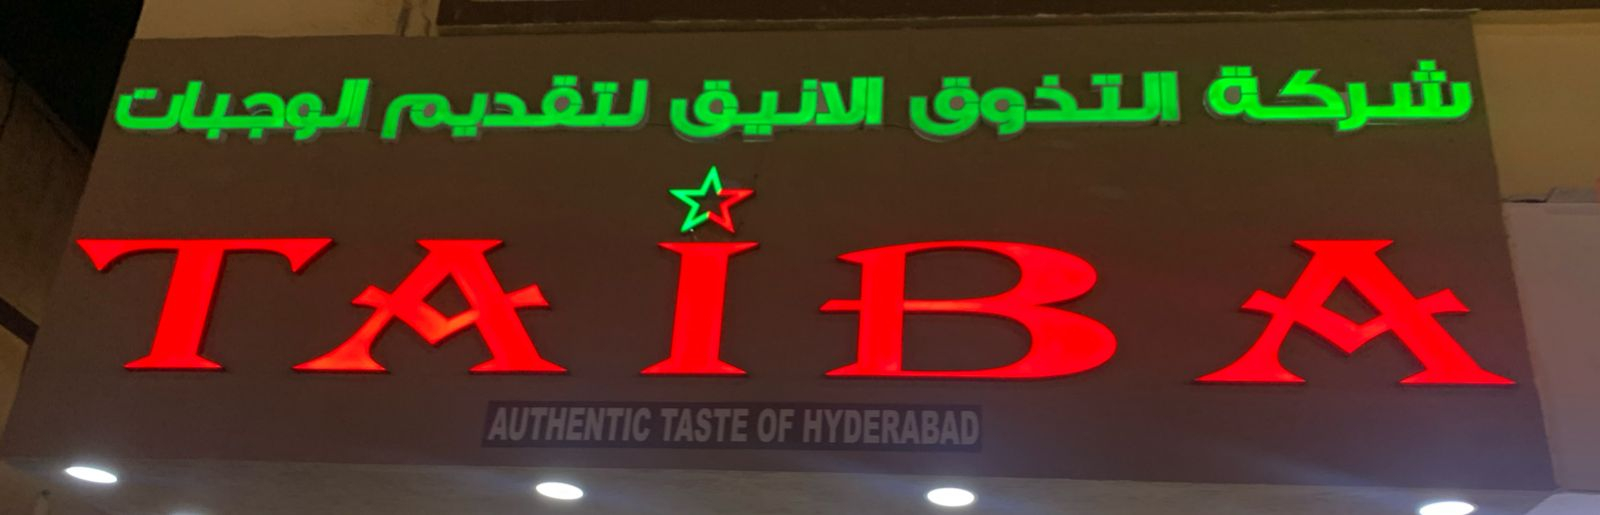 شركة التذوق الانيق لتقديم الوجبات
TAIBA
AUTHENTIC TASTE OF HYDERABAD